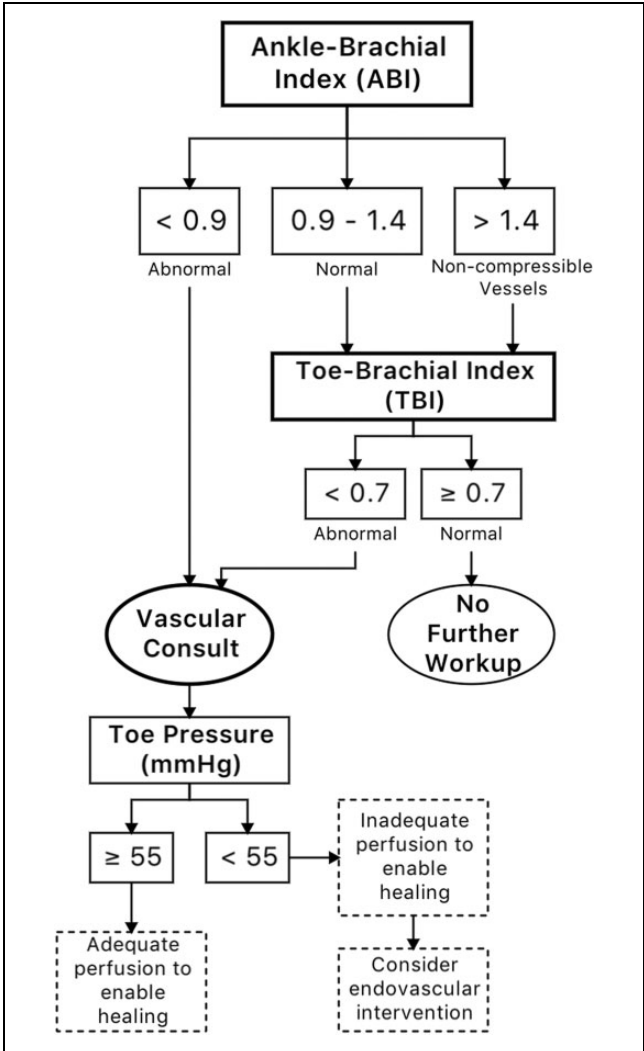 Ankle-Brachial
Index (ABI)
< 0.9
0.9 - 1.4
> 1.4
Abnormal
Normal
Non-compressible
Vessels
Toe-Brachial Index
(TBI)
< 0.7
≥ 0.7
Abnormal
Normal
Vascular
Consult
No
Further
Workup
Toe Pressure
(mmHg)
≥ 55
< 55
Inadequate
perfusion to
enable
healing
Adequate
perfusion to
enable
healing
Consider
endovascular
intervention